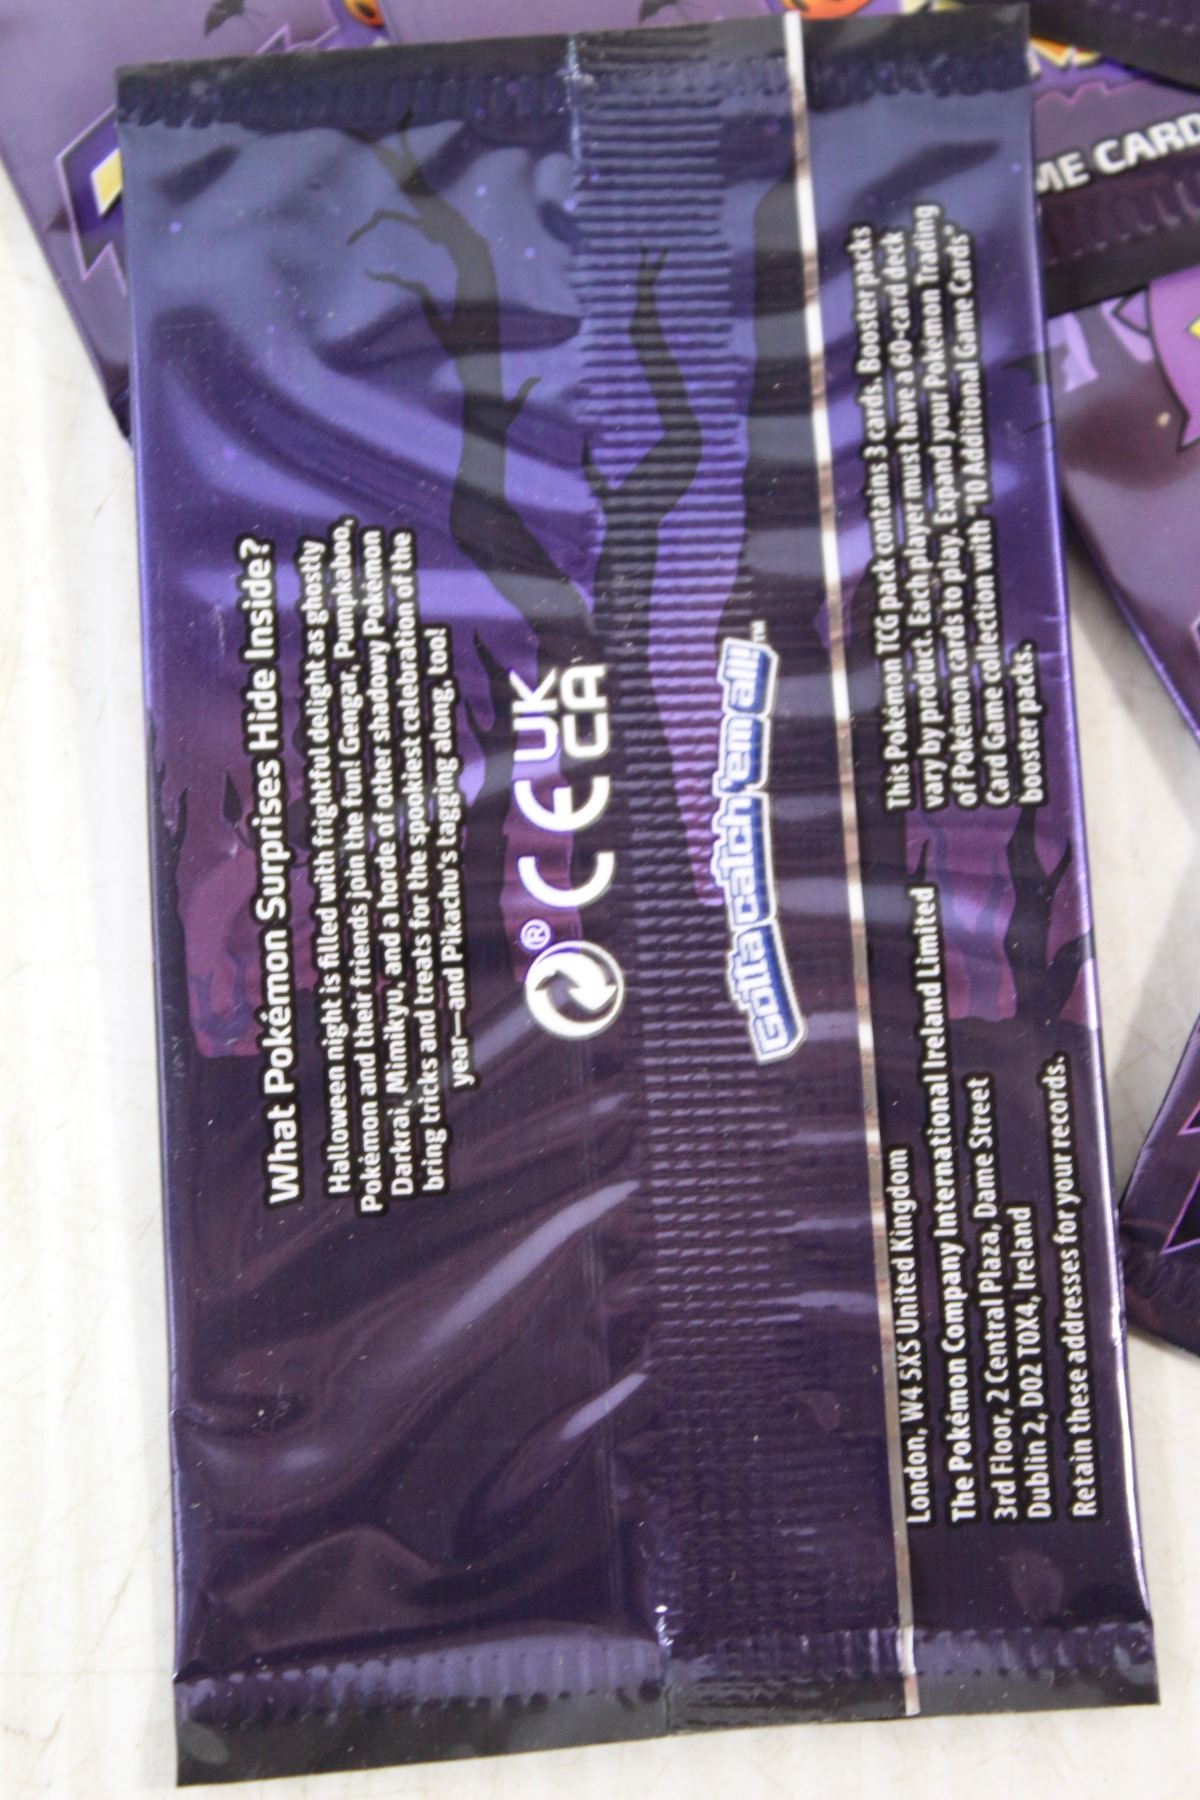 What Pokémon Surprises Hide Inside?
Halloween night is filled with frightful delight as ghostly
Pokémon and their friends join the fun! Gengar, Pumpkaboo,
Darkrai, Mimikyu, and a horde of other shadowy Pokémon
bring tricks and treats for the spookiest celebration of the
year—and Pikachu's tagging along, too!
®
CE
UK
CA
Gotta catch 'em all!™
This Pokémon TCG pack contains 3 cards. Booster packs
vary by product. Each player must have a 60-card deck
of Pokémon cards to play. Expand your Pokémon Trading
Card Game collection with "10 Additional Game Cards"
booster packs.
London, W4 5XS United Kingdom
The Pokémon Company International Ireland Limited
3rd Floor, 2 Central Plaza, Dame Street
Dublin 2, D02 T0X4, Ireland
Retain these addresses for your records.
CARD